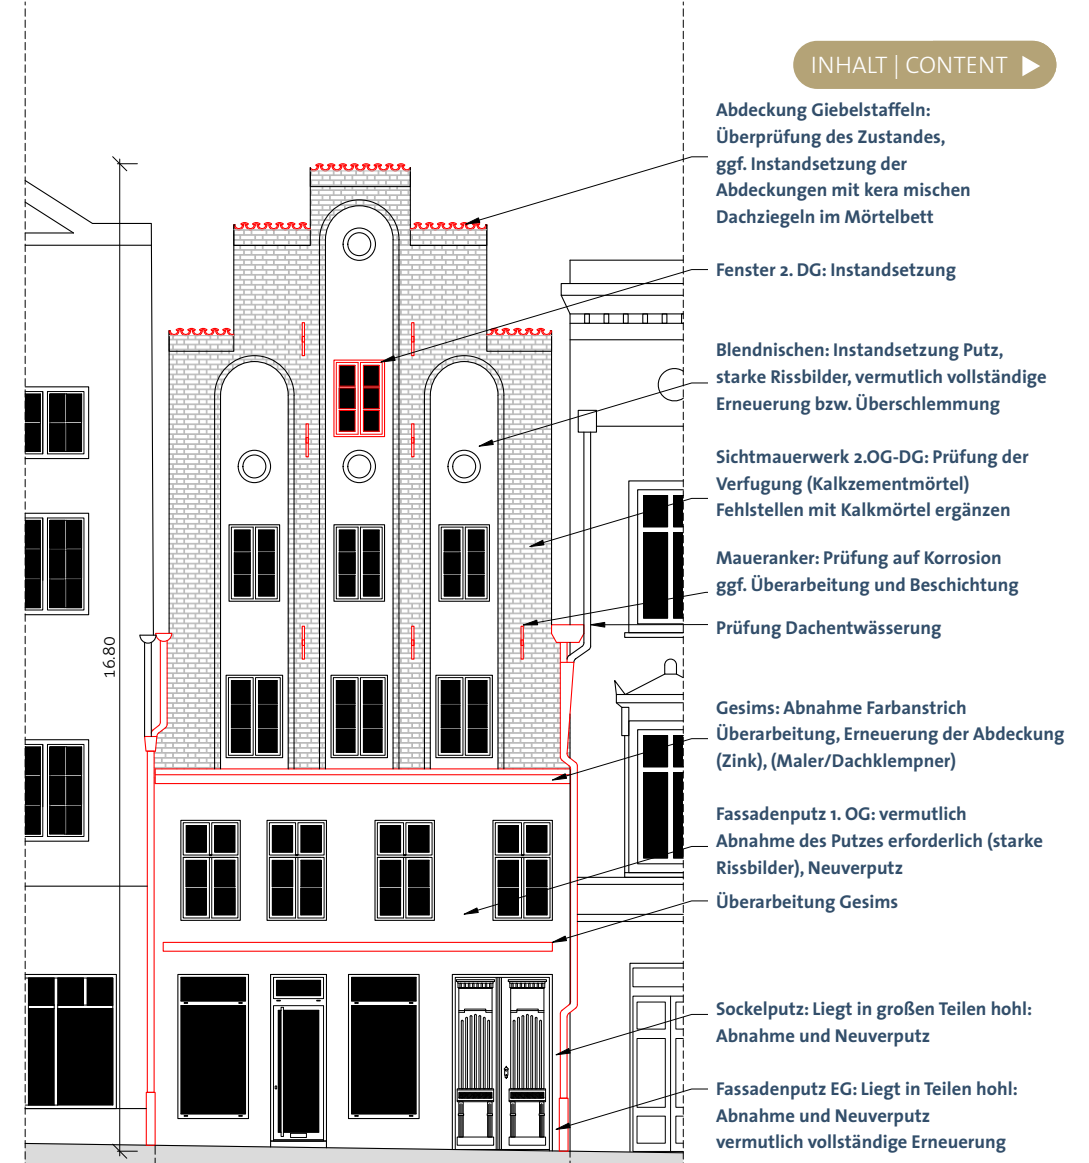 INHALT | CONTENT ▶
Abdeckung Giebelstaffeln:
Überprüfung des Zustandes,
ggf. Instandsetzung der
Abdeckungen mit kera mischen
Dachziegeln im Mörtelbett
Fenster 2. DG: Instandsetzung
Blendnischen: Instandsetzung Putz,
starke Rissbilder, vermutlich vollständige
Erneuerung bzw. Überschlemmung
Sichtmauerwerk 2.OG-DG: Prüfung der
Verfugung (Kalkzementmörtel)
Fehlstellen mit Kalkmörtel ergänzen
Maueranker: Prüfung auf Korrosion
ggf. Überarbeitung und Beschichtung
Prüfung Dachentwässerung
16.80
Gesims: Abnahme Farbanstrich
Überarbeitung, Erneuerung der Abdeckung
(Zink), (Maler/Dachklempner)
Fassadenputz 1. OG: vermutlich
Abnahme des Putzes erforderlich (starke
Rissbilder), Neuverputz
Überarbeitung Gesims
Sockelputz: Liegt in großen Teilen hohl:
Abnahme und Neuverputz
Fassadenputz EG: Liegt in Teilen hohl:
Abnahme und Neuverputz
vermutlich vollständige Erneuerung